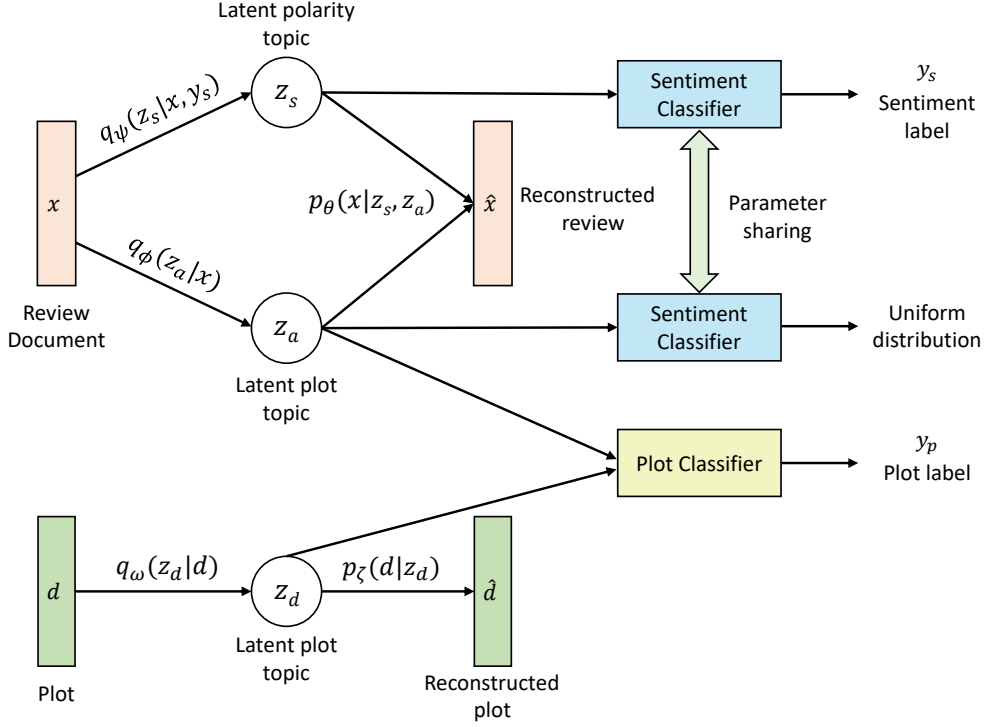 Latent polarity
topic
z_s
q_ψ(z_s|x, y_s)
Sentiment
Classifier
y_s
Sentiment
label
x
p_θ(x|z_s, z_a)
x̂
Reconstructed
review
Parameter
sharing
q_ϕ(z_a|x)
Review
Document
z_a
Latent plot
topic
Sentiment
Classifier
Uniform
distribution
Plot Classifier
y_p
Plot label
d
q_ω(z_d|d)
z_d
p_ζ(d|z_d)
d̂
Latent plot
topic
Plot
Reconstructed
plot